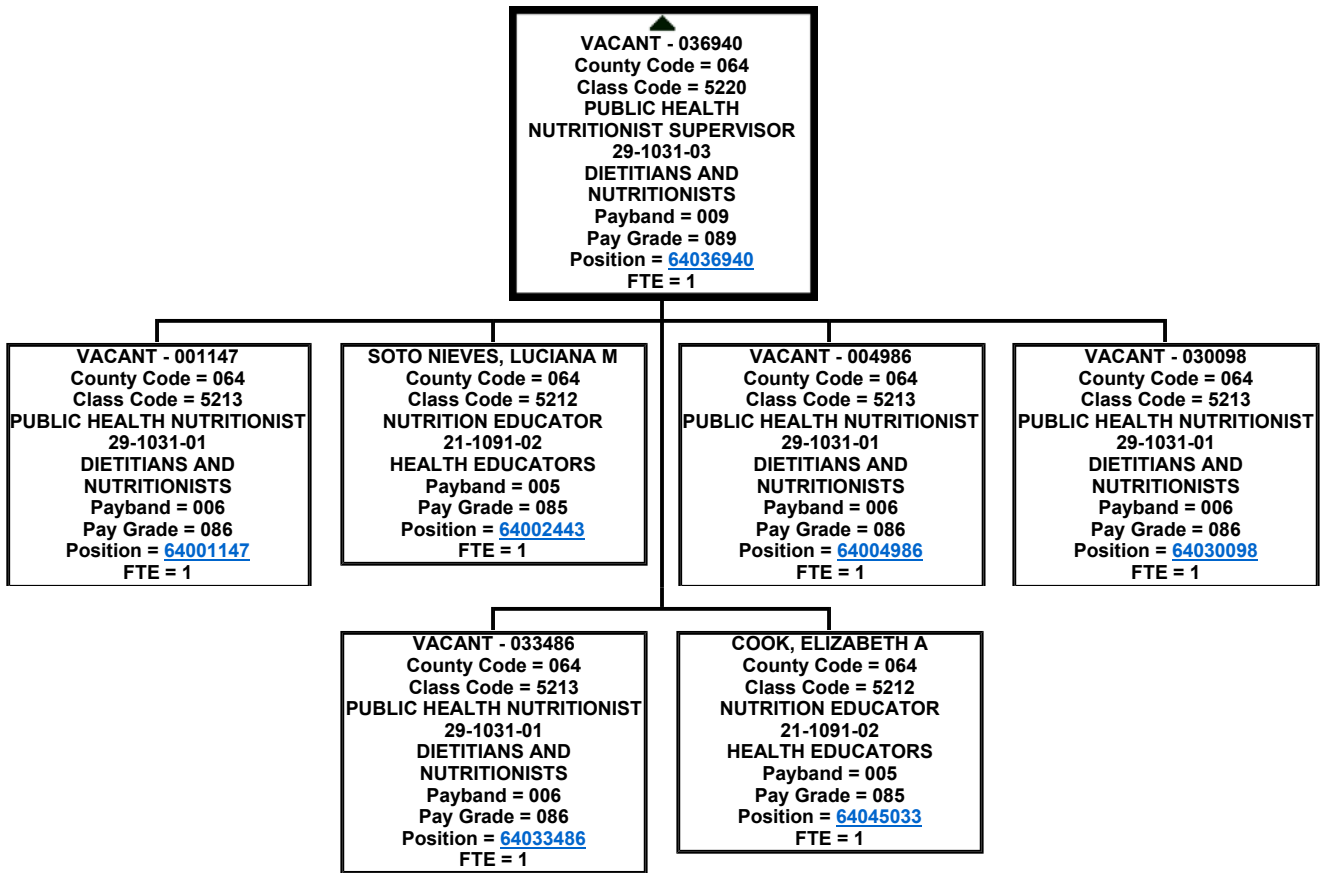 VACANT - 036940
County Code = 064
Class Code = 5220
PUBLIC HEALTH
NUTRITIONIST SUPERVISOR
29-1031-03
DIETITIANS AND
NUTRITIONISTS
Payband = 009
Pay Grade = 089
Position = 64036940
FTE = 1
VACANT - 001147
County Code = 064
Class Code = 5213
PUBLIC HEALTH NUTRITIONIST
29-1031-01
DIETITIANS AND
NUTRITIONISTS
Payband = 006
Pay Grade = 086
Position = 64001147
FTE = 1
SOTO NIEVES, LUCIANA M
County Code = 064
Class Code = 5212
NUTRITION EDUCATOR
21-1091-02
HEALTH EDUCATORS
Payband = 005
Pay Grade = 085
Position = 64002443
FTE = 1
VACANT - 004986
County Code = 064
Class Code = 5213
PUBLIC HEALTH NUTRITIONIST
29-1031-01
DIETITIANS AND
NUTRITIONISTS
Payband = 006
Pay Grade = 086
Position = 64004986
FTE = 1
VACANT - 030098
County Code = 064
Class Code = 5213
PUBLIC HEALTH NUTRITIONIST
29-1031-01
DIETITIANS AND
NUTRITIONISTS
Payband = 006
Pay Grade = 086
Position = 64030098
FTE = 1
VACANT - 033486
County Code = 064
Class Code = 5213
PUBLIC HEALTH NUTRITIONIST
29-1031-01
DIETITIANS AND
NUTRITIONISTS
Payband = 006
Pay Grade = 086
Position = 64033486
FTE = 1
COOK, ELIZABETH A
County Code = 064
Class Code = 5212
NUTRITION EDUCATOR
21-1091-02
HEALTH EDUCATORS
Payband = 005
Pay Grade = 085
Position = 64045033
FTE = 1